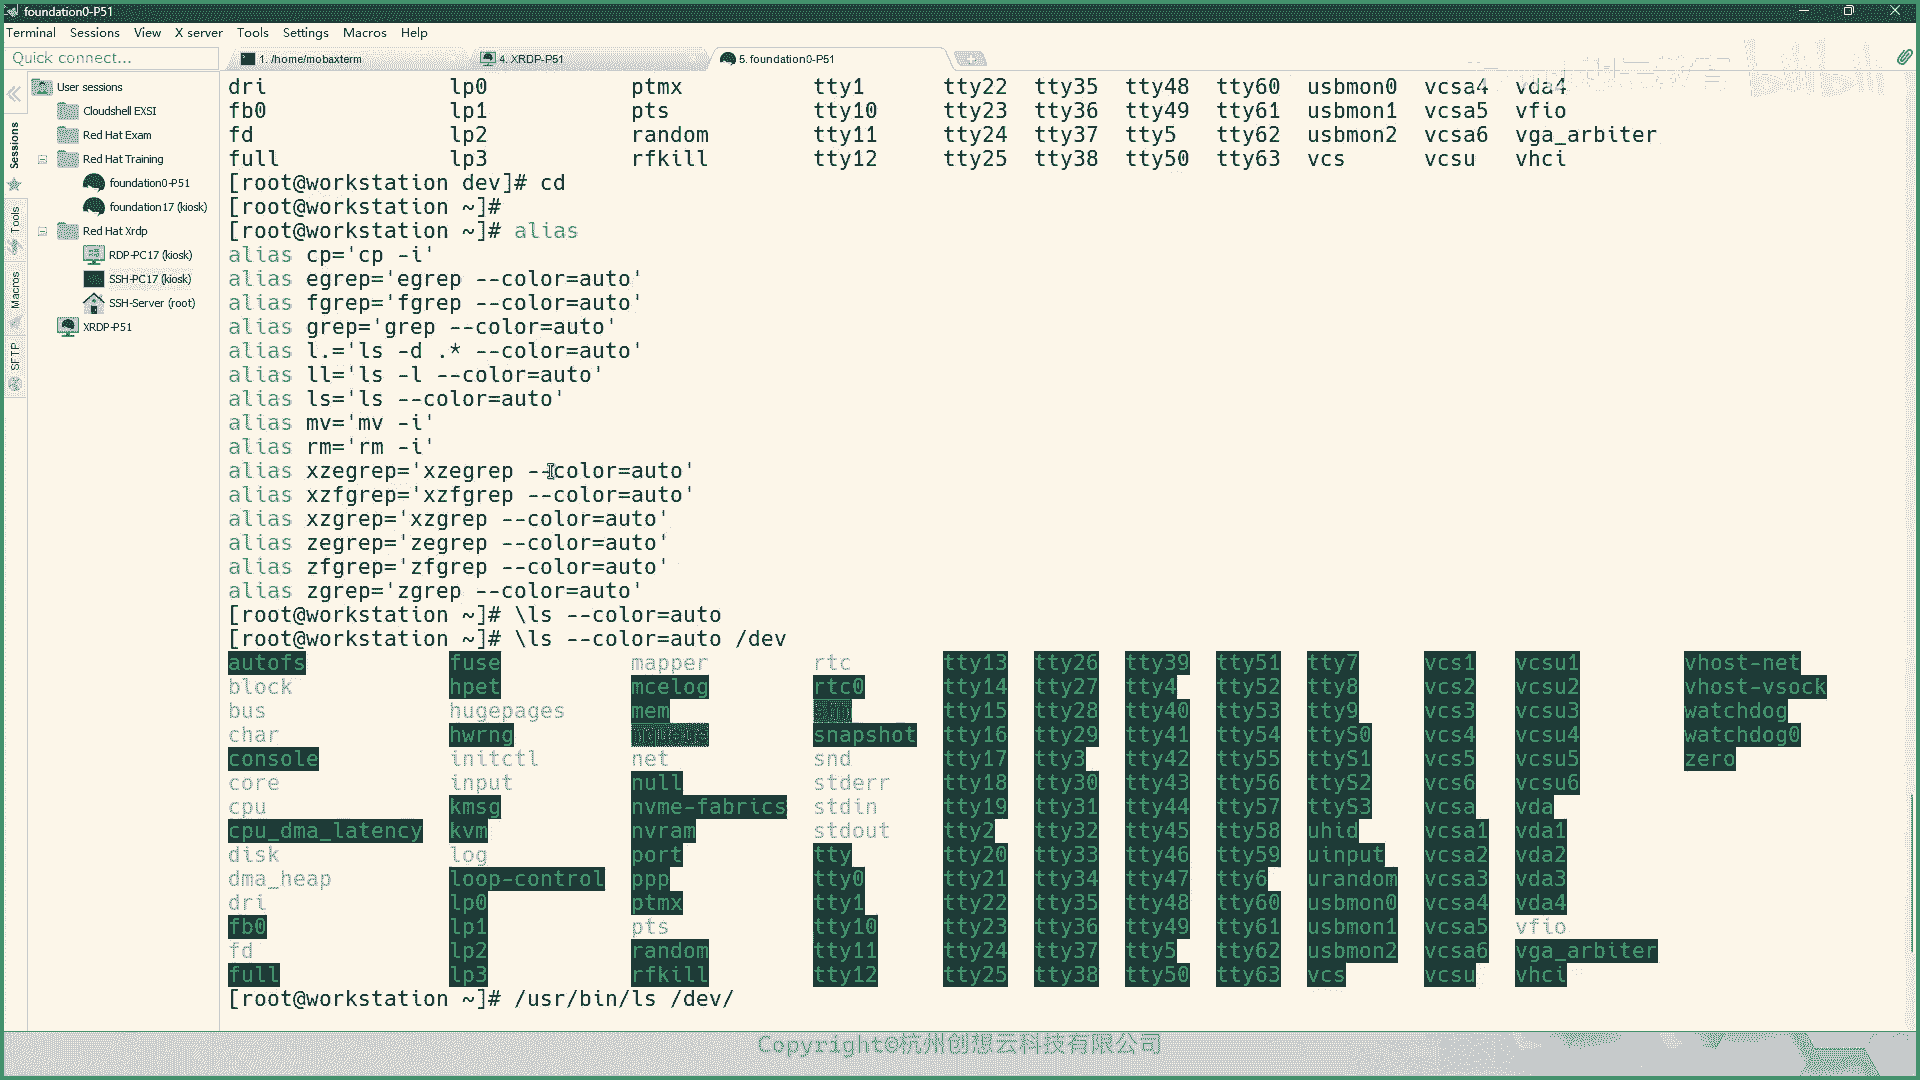 foundation0-P51
Terminal Sessions View X server Tools Settings Macros Help
Quick connect...
1. /home/mobaxterm
4. XRDP-P51
5. foundation0-P51
Sessions
Tools
Macros
SFTP
User sessions
Cloudshell EXSI
Red Hat Exam
Red Hat Training
foundation0-P51
foundation17 (kiosk)
Red Hat Xrdp
RDP-PC17 (kiosk)
SSH-PC17 (kiosk)
SSH-Server (root)
XRDP-P51
dri lp0 ptmx tty1 tty22 tty35 tty48 tty60 usbmon0 vcsa4 vda4
fb0 lp1 pts tty10 tty23 tty36 tty49 tty61 usbmon1 vcsa5 vfio
fd lp2 random tty11 tty24 tty37 tty5 tty62 usbmon2 vcsa6 vga_arbiter
full lp3 rfkill tty12 tty25 tty38 tty50 tty63 vcs vcsu vhci
[root@workstation dev]# cd
[root@workstation ~]#
[root@workstation ~]# alias
alias cp='cp -i'
alias egrep='egrep --color=auto'
alias fgrep='fgrep --color=auto'
alias grep='grep --color=auto'
alias l.='ls -d .* --color=auto'
alias ll='ls -l --color=auto'
alias ls='ls --color=auto'
alias mv='mv -i'
alias rm='rm -i'
alias xzegrep='xzegrep --color=auto'
alias xzfgrep='xzfgrep --color=auto'
alias xzgrep='xzgrep --color=auto'
alias zegrep='zegrep --color=auto'
alias zfgrep='zfgrep --color=auto'
alias zgrep='zgrep --color=auto'
[root@workstation ~]# \ls --color=auto
[root@workstation ~]# \ls --color=auto /dev
autofs fuse mapper rtc tty13 tty26 tty39 tty51 tty7 vcs1 vcsu1 vhost-net
block hpet mcelog rtc0 tty14 tty27 tty4 tty52 tty8 vcs2 vcsu2 vhost-vsock
bus hugepages mem shm tty15 tty28 tty40 tty53 tty9 vcs3 vcsu3 watchdog
char hwrng mqueue snapshot tty16 tty29 tty41 tty54 ttyS0 vcs4 vcsu4 watchdog0
console initctl net snd tty17 tty3 tty42 tty55 ttyS1 vcs5 vcsu5 zero
core input null stderr tty18 tty30 tty43 tty56 ttyS2 vcs6 vcsu6
cpu kmsg nvme-fabrics stdin tty19 tty31 tty44 tty57 ttyS3 vcsa vda
cpu_dma_latency kvm nvram stdout tty2 tty32 tty45 tty58 uhid vcsa1 vda1
disk log port tty tty20 tty33 tty46 tty59 uinput vcsa2 vda2
dma_heap loop-control ppp tty0 tty21 tty34 tty47 tty6 urandom vcsa3 vda3
dri lp0 ptmx tty1 tty22 tty35 tty48 tty60 usbmon0 vcsa4 vda4
fb0 lp1 pts tty10 tty23 tty36 tty49 tty61 usbmon1 vcsa5 vfio
fd lp2 random tty11 tty24 tty37 tty5 tty62 usbmon2 vcsa6 vga_arbiter
full lp3 rfkill tty12 tty25 tty38 tty50 tty63 vcs vcsu vhci
[root@workstation ~]# /usr/bin/ls /dev/
Copyright©杭州创想云科技有限公司